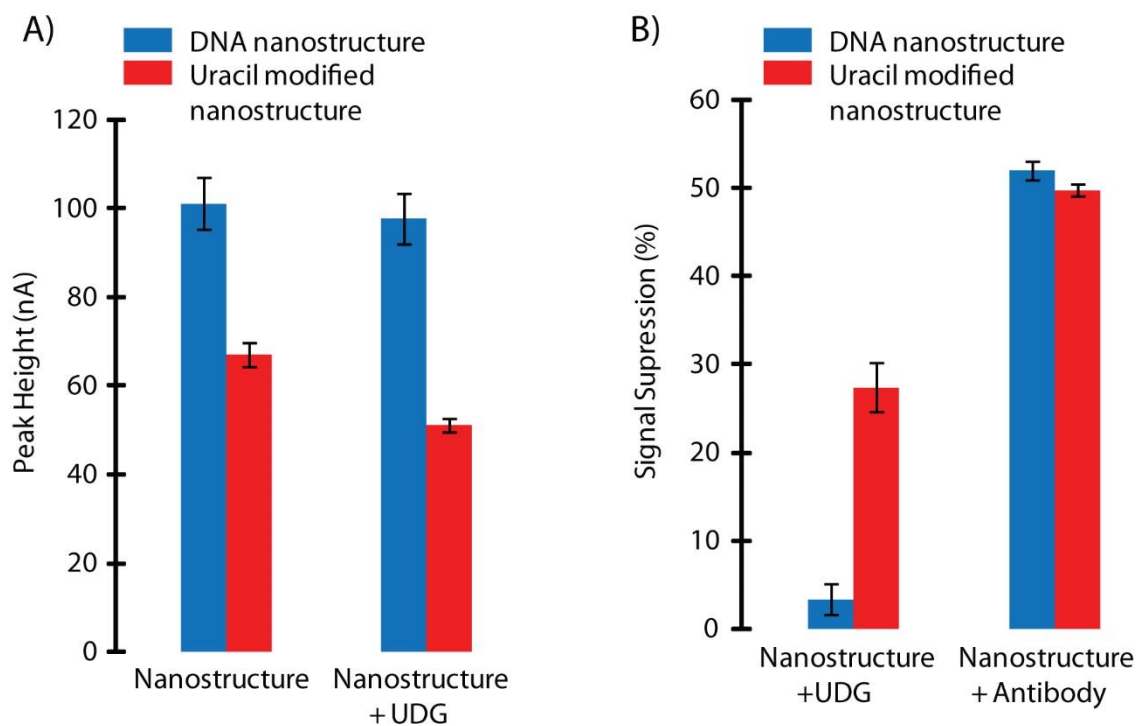 A)
DNA nanostructure
Uracil modified
nanostructure
120
100
80
60
40
20
0
Peak Height (nA)
Nanostructure
Nanostructure
+ UDG
B)
DNA nanostructure
Uracil modified
nanostructure
60
50
40
30
20
10
0
Signal Supression (%)
Nanostructure
+UDG
Nanostructure
+ Antibody